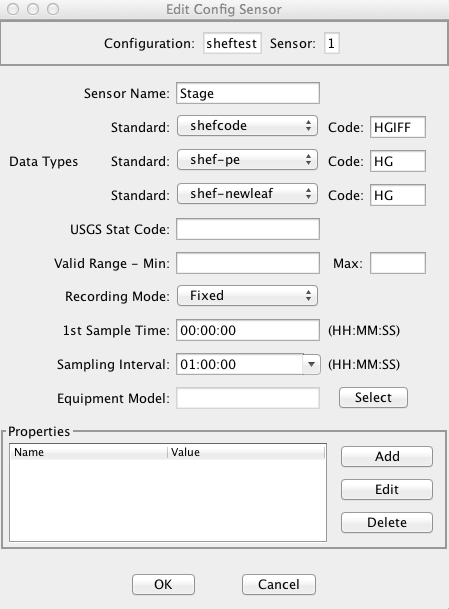 Edit Config Sensor
Configuration: sheftest Sensor: 1
Sensor Name: Stage
Standard: shefcode Code: HGIFF
Data Types Standard: shef-pe Code: HG
Standard: shef-newleaf Code: HG
USGS Stat Code:
Valid Range - Min: Max:
Recording Mode: Fixed
1st Sample Time: 00:00:00 (HH:MM:SS)
Sampling Interval: 01:00:00 (HH:MM:SS)
Equipment Model: Select
Properties
Name Value
Add
Edit
Delete
OK Cancel